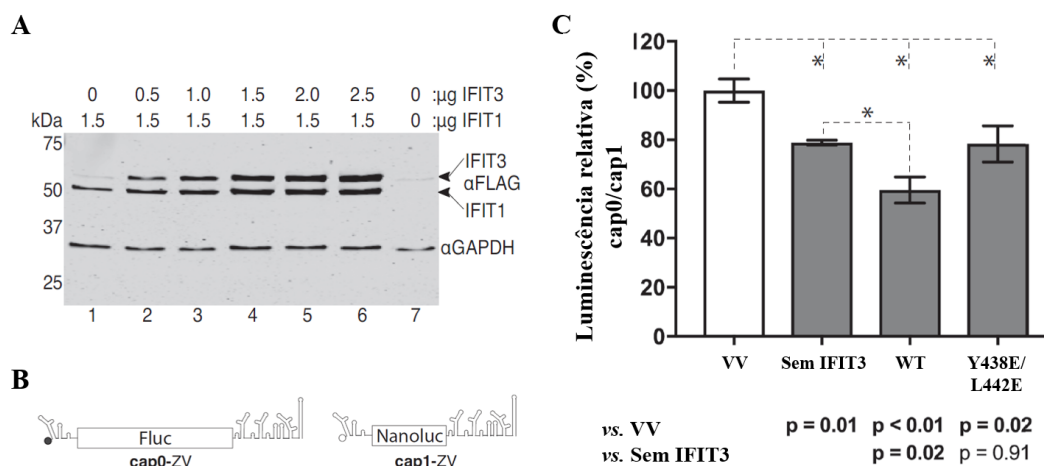 A
0 0.5 1.0 1.5 2.0 2.5 0 :µg IFIT3
kDa 1.5 1.5 1.5 1.5 1.5 1.5 0 :µg IFIT1
75
50
37
25
IFIT3
αFLAG
IFIT1
αGAPDH
1 2 3 4 5 6 7
B
Fluc
cap0-ZV
Nanoluc
cap1-ZV
C
Luminescência relativa (%)
cap0/cap1
120
100
80
60
40
20
0
* * *
*
VV Sem IFIT3 WT Y438E/
L442E
vs. VV p = 0.01 p < 0.01 p = 0.02
vs. Sem IFIT3 p = 0.02 p = 0.91